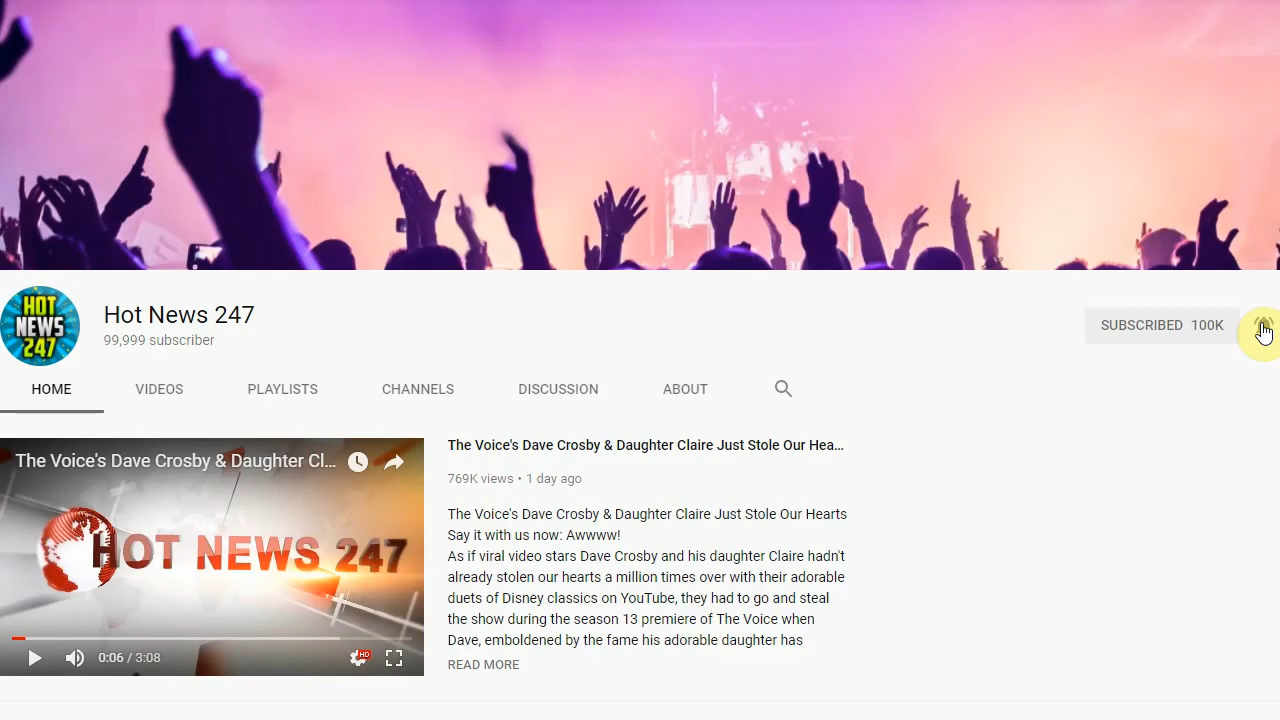 HOT
NEWS
247
Hot News 247
99,999 subscriber
SUBSCRIBED 100K
HOME VIDEOS PLAYLISTS CHANNELS DISCUSSION ABOUT
The Voice's Dave Crosby & Daughter Cl...
HOT NEWS 247
HD
0:06 / 3:08
The Voice's Dave Crosby & Daughter Claire Just Stole Our Hea...
769K views • 1 day ago
The Voice's Dave Crosby & Daughter Claire Just Stole Our Hearts
Say it with us now: Awwww!
As if viral video stars Dave Crosby and his daughter Claire hadn't
already stolen our hearts a million times over with their adorable
duets of Disney classics on YouTube, they had to go and steal
the show during the season 13 premiere of The Voice when
Dave, emboldened by the fame his adorable daughter has
READ MORE